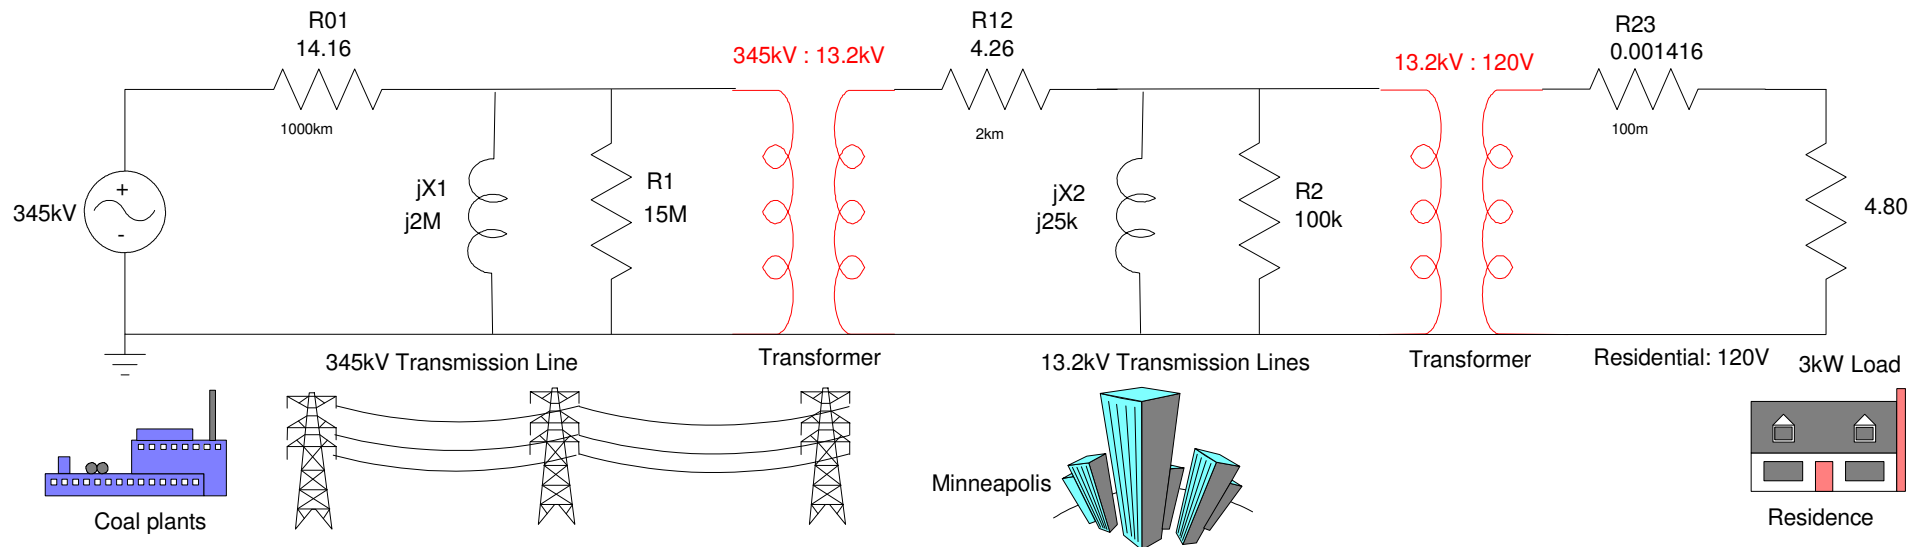 R01
14.16
1000km
345kV : 13.2kV
R12
4.26
2km
13.2kV : 120V
R23
0.001416
100m
345kV
+
-
jX1
j2M
R1
15M
jX2
j25k
R2
100k
4.80
345kV Transmission Line
Transformer
13.2kV Transmission Lines
Transformer
Residential: 120V
3kW Load
Coal plants
Minneapolis
Residence